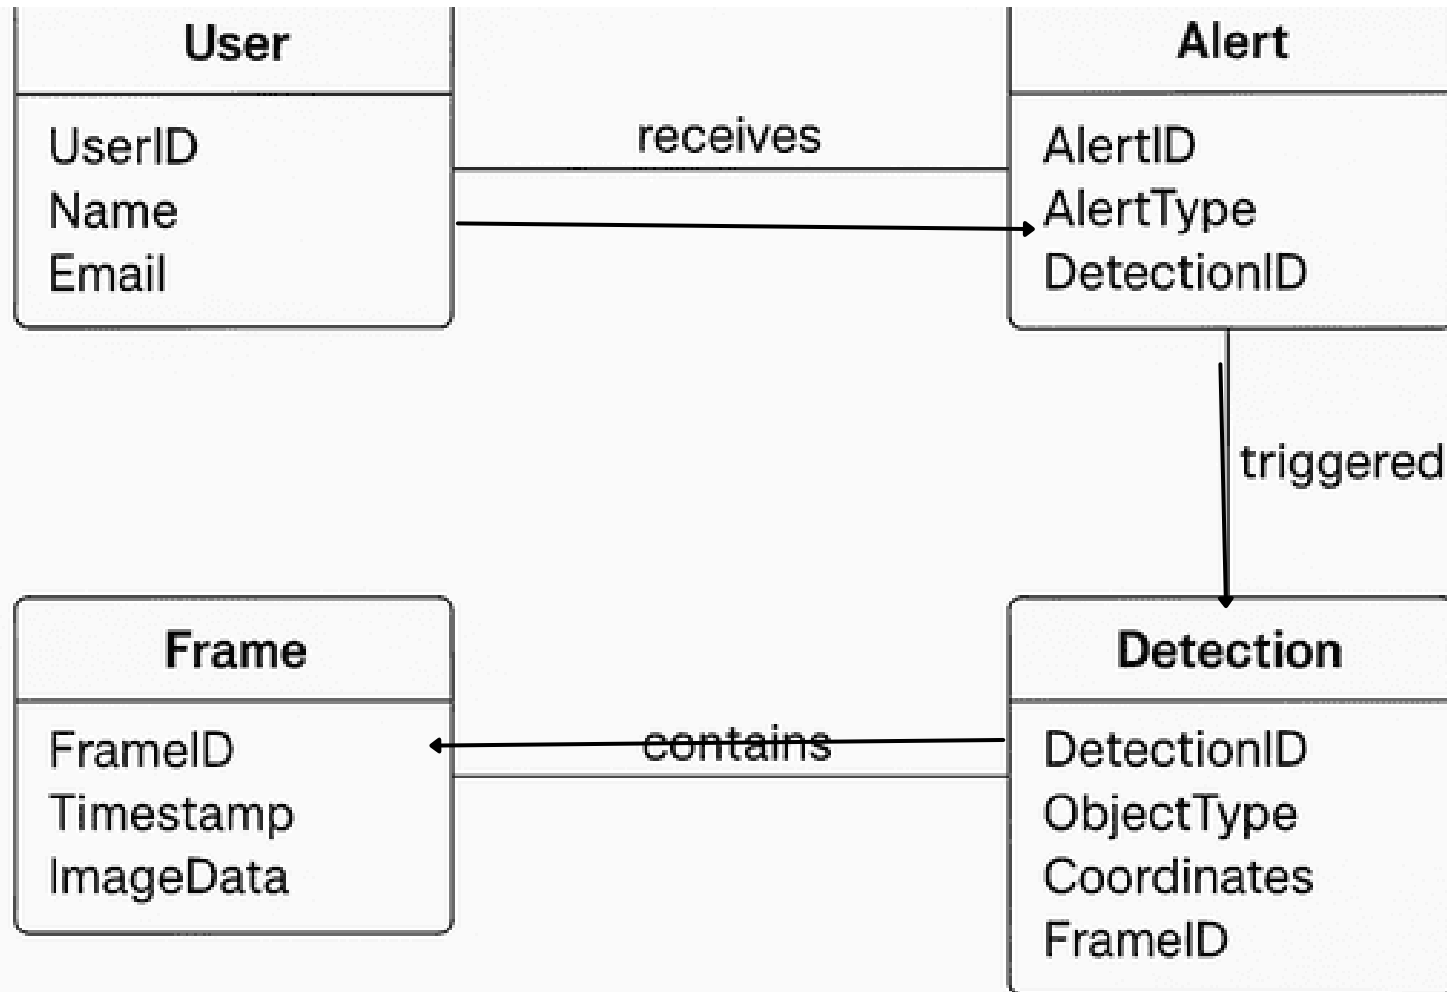 User
UserID
Name
Email
receives
Alert
AlertID
AlertType
DetectionID
triggered
Frame
FrameID
Timestamp
ImageData
contains
Detection
DetectionID
ObjectType
Coordinates
FrameID